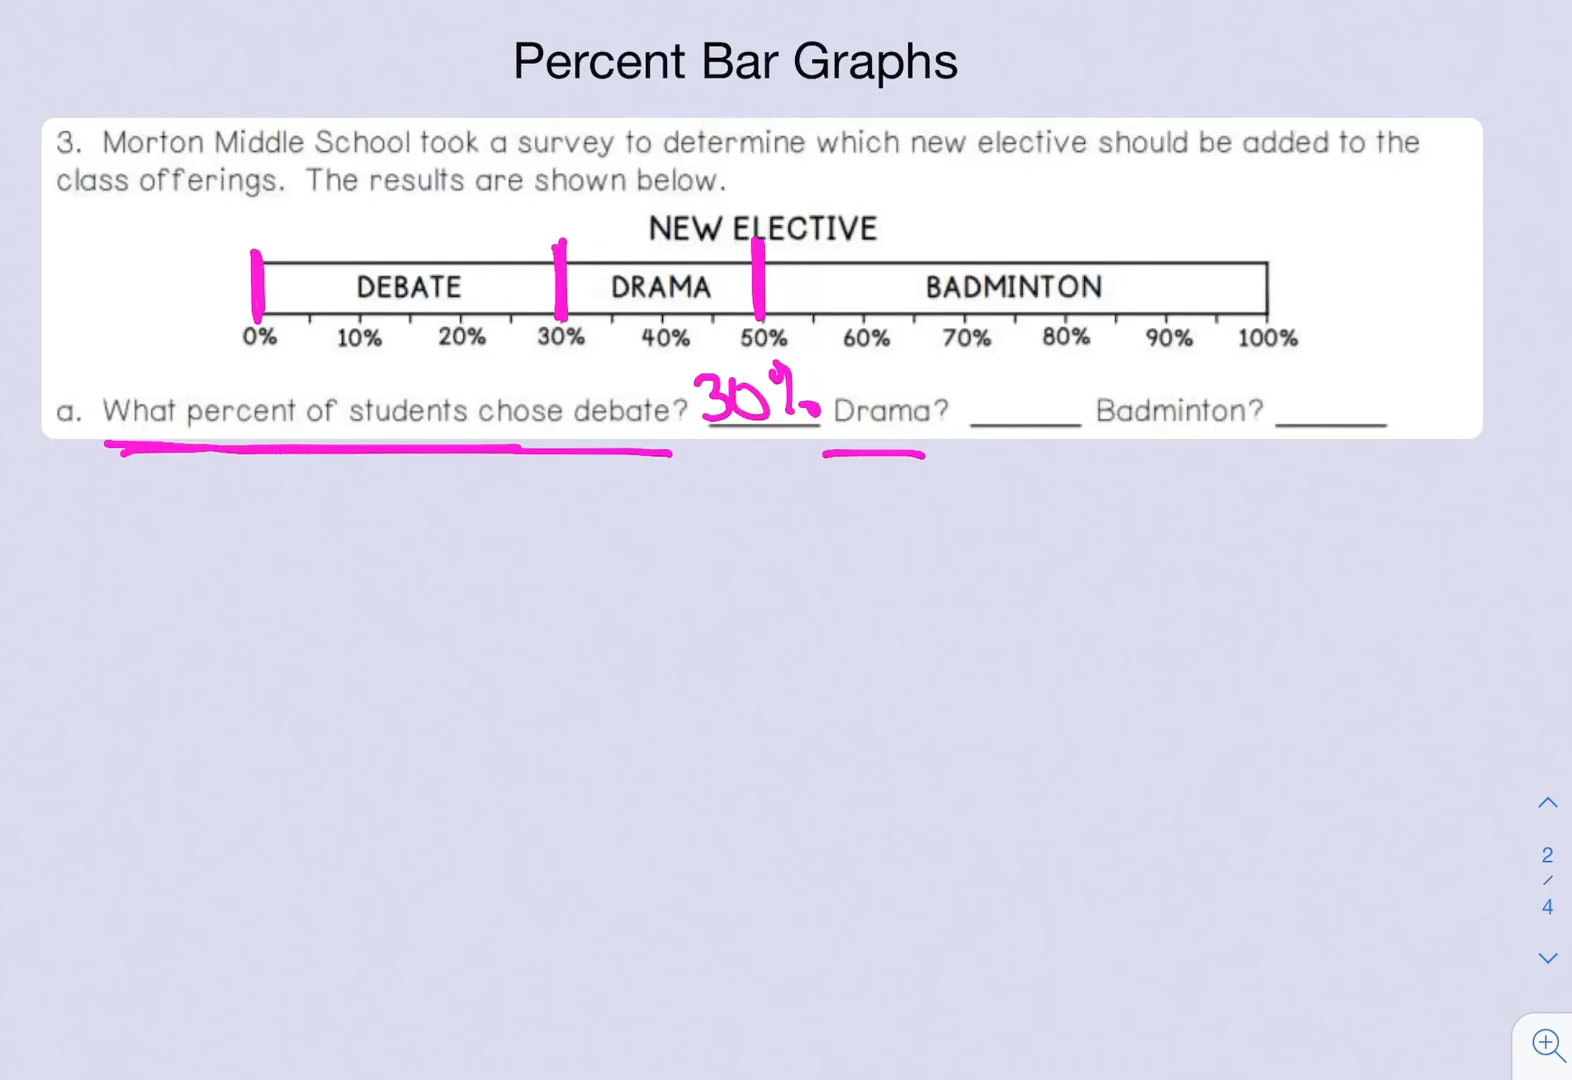 Percent Bar Graphs
3. Morton Middle School took a survey to determine which new elective should be added to the
class offerings. The results are shown below.
NEW ELECTIVE
DEBATE DRAMA BADMINTON
0% 10% 20% 30% 40% 50% 60% 70% 80% 90% 100%
a. What percent of students chose debate? 30% Drama? ______ Badminton? ______
2
/
4